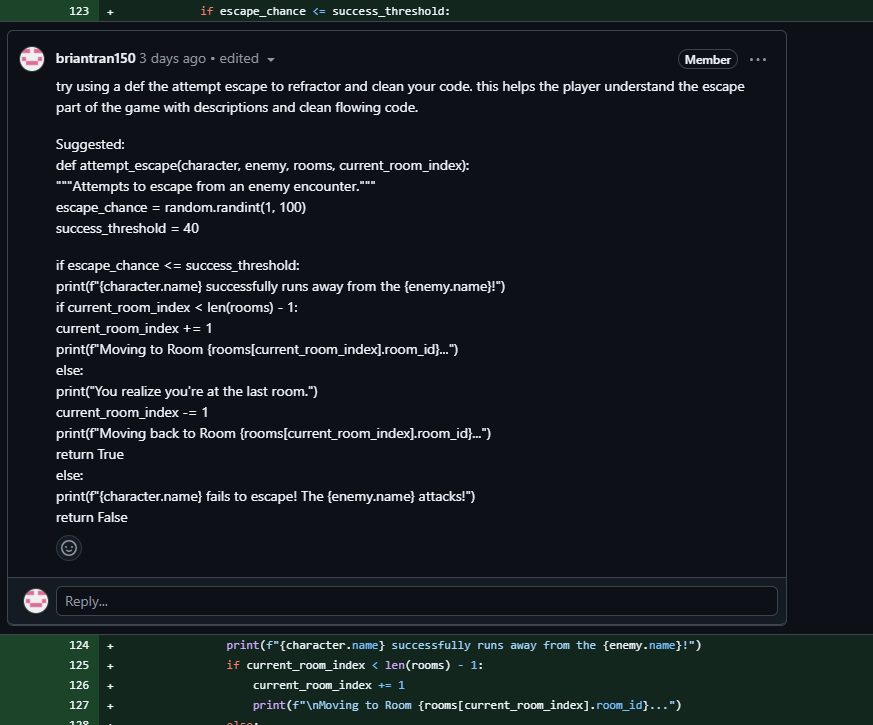 123 + if escape_chance <= success_threshold:
briantran150 3 days ago • edited
Member
try using a def the attempt escape to refractor and clean your code. this helps the player understand the escape
part of the game with descriptions and clean flowing code.
Suggested:
def attempt_escape(character, enemy, rooms, current_room_index):
"""Attempts to escape from an enemy encounter."""
escape_chance = random.randint(1, 100)
success_threshold = 40
if escape_chance <= success_threshold:
print(f"{character.name} successfully runs away from the {enemy.name}!")
if current_room_index < len(rooms) - 1:
current_room_index += 1
print(f"Moving to Room {rooms[current_room_index].room_id}...")
else:
print("You realize you're at the last room.")
current_room_index -= 1
print(f"Moving back to Room {rooms[current_room_index].room_id}...")
return True
else:
print(f"{character.name} fails to escape! The {enemy.name} attacks!")
return False
Reply...
124 + print(f"{character.name} successfully runs away from the {enemy.name}!")
125 + if current_room_index < len(rooms) - 1:
126 + current_room_index += 1
127 + print(f"\nMoving to Room {rooms[current_room_index].room_id}...")
128 + else: